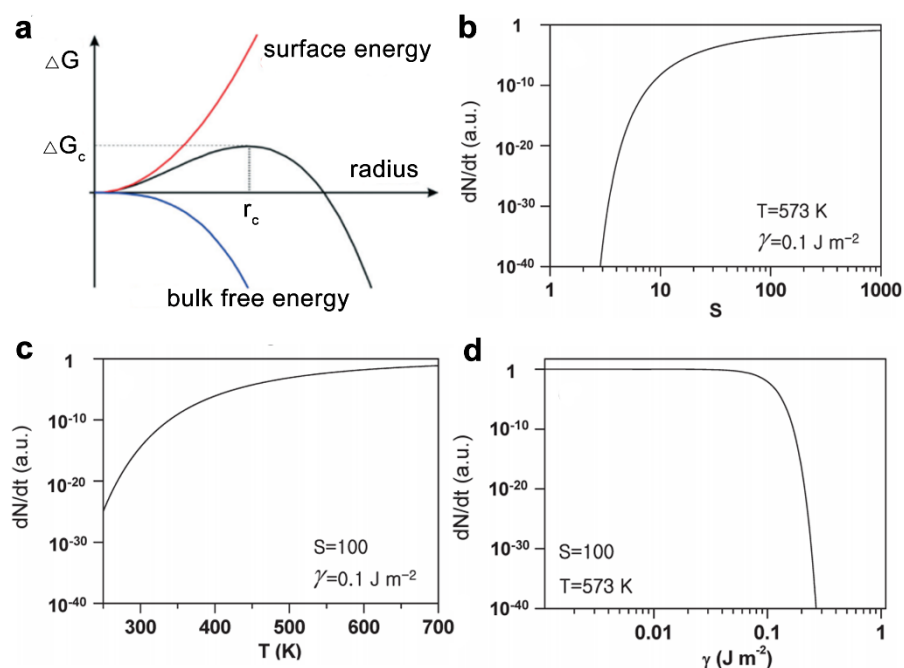 a
△G
surface energy
△Gc
radius
rc
bulk free energy
b
dN/dt (a.u.)
1
10⁻¹⁰
10⁻²⁰
10⁻³⁰
10⁻⁴⁰
T=573 K
γ=0.1 J m⁻²
1
10
100
1000
S
c
dN/dt (a.u.)
1
10⁻¹⁰
10⁻²⁰
10⁻³⁰
10⁻⁴⁰
S=100
γ=0.1 J m⁻²
300
400
500
600
700
T (K)
d
dN/dt (a.u.)
1
10⁻¹⁰
10⁻²⁰
10⁻³⁰
10⁻⁴⁰
S=100
T=573 K
0.01
0.1
1
γ (J m⁻²)